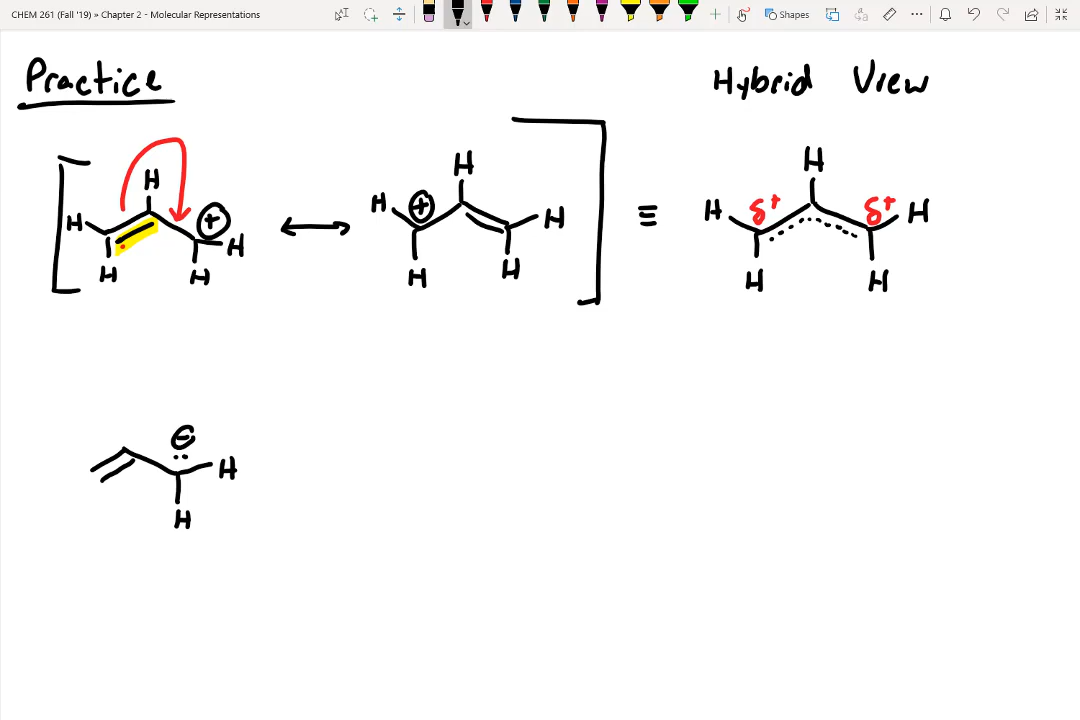 CHEM 261 (Fall '19) » Chapter 2 - Molecular Representations
Shapes
Practice
Hybrid View
H H H H ⊕ H
H ⊕ H H H H
≡
H δ+ H δ+ H
H H
⊖
H
H